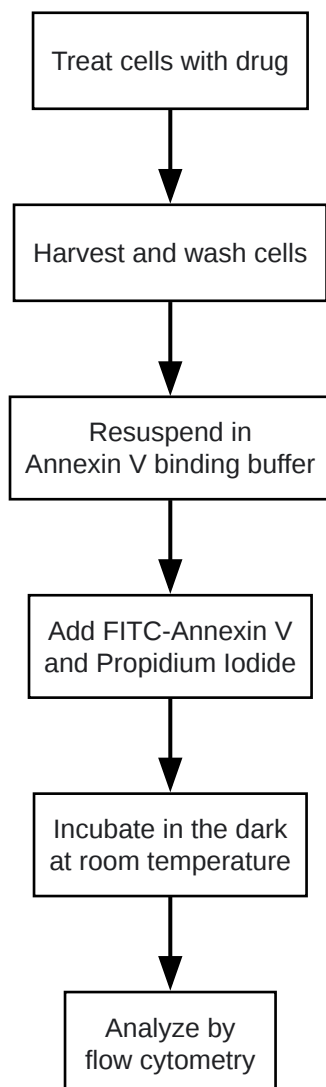 Treat cells with drug
Harvest and wash cells
Resuspend in
Annexin V binding buffer
Add FITC-Annexin V
and Propidium Iodide
Incubate in the dark
at room temperature
Analyze by
flow cytometry